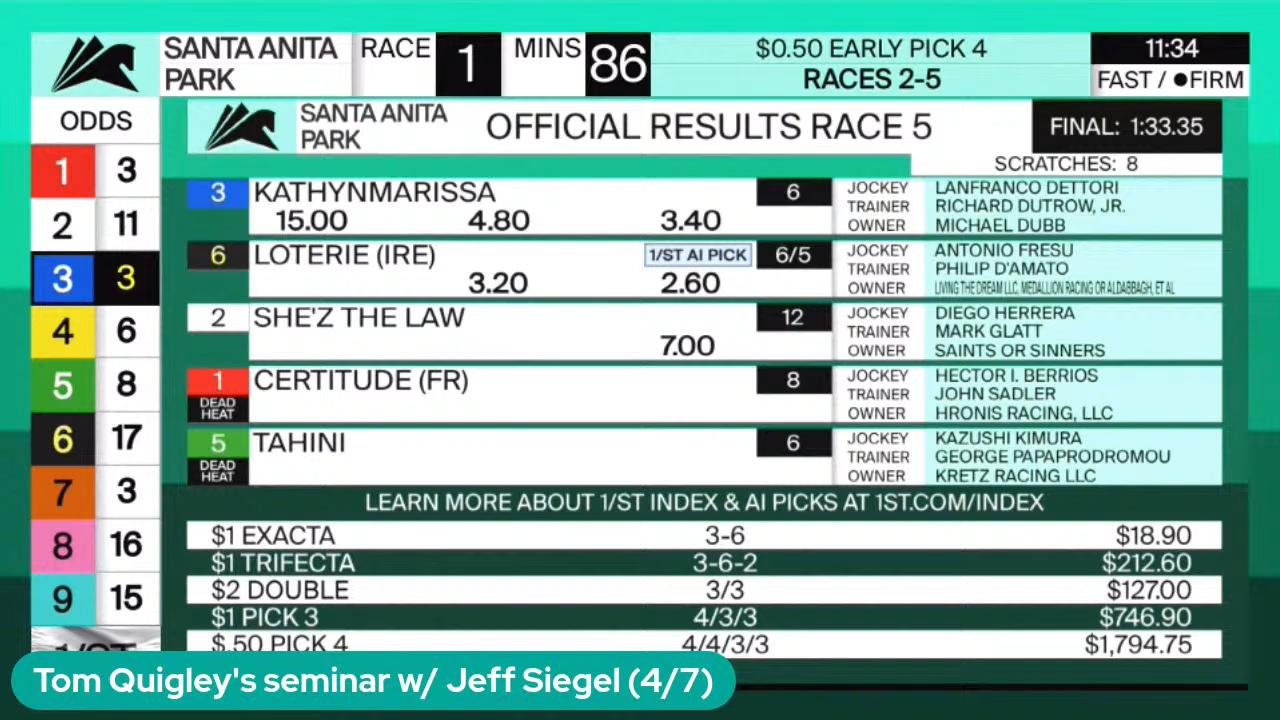 SANTA ANITA PARK RACE 1 MINS 86 $0.50 EARLY PICK 4 RACES 2-5 11:34 FAST / ●FIRM
ODDS
1 3
2 11
3 3
4 6
5 8
6 17
7 3
8 16
9 15
SANTA ANITA PARK OFFICIAL RESULTS RACE 5 FINAL: 1:33.35
SCRATCHES: 8
3 KATHYNMARISSA 6 JOCKEY LANFRANCO DETTORI
TRAINER RICHARD DUTROW, JR.
15.00 4.80 3.40 OWNER MICHAEL DUBB
6 LOTERIE (IRE) 1/ST AI PICK 6/5 JOCKEY ANTONIO FRESU
TRAINER PHILIP D'AMATO
3.20 2.60 OWNER LIVING THE DREAM LLC, MEDALLION RACING OR ALDABBAGH, ET AL
2 SHE'Z THE LAW 12 JOCKEY DIEGO HERRERA
TRAINER MARK GLATT
7.00 OWNER SAINTS OR SINNERS
1 CERTITUDE (FR) 8 JOCKEY HECTOR I. BERRIOS
DEAD HEAT TRAINER JOHN SADLER
OWNER HRONIS RACING, LLC
5 TAHINI 6 JOCKEY KAZUSHI KIMURA
DEAD HEAT TRAINER GEORGE PAPAPRODROMOU
OWNER KRETZ RACING LLC
LEARN MORE ABOUT 1/ST INDEX & AI PICKS AT 1ST.COM/INDEX
$1 EXACTA 3-6 $18.90
$1 TRIFECTA 3-6-2 $212.60
$2 DOUBLE 3/3 $127.00
$1 PICK 3 4/3/3 $746.90
$.50 PICK 4 4/4/3/3 $1,794.75
Tom Quigley's seminar w/ Jeff Siegel (4/7)